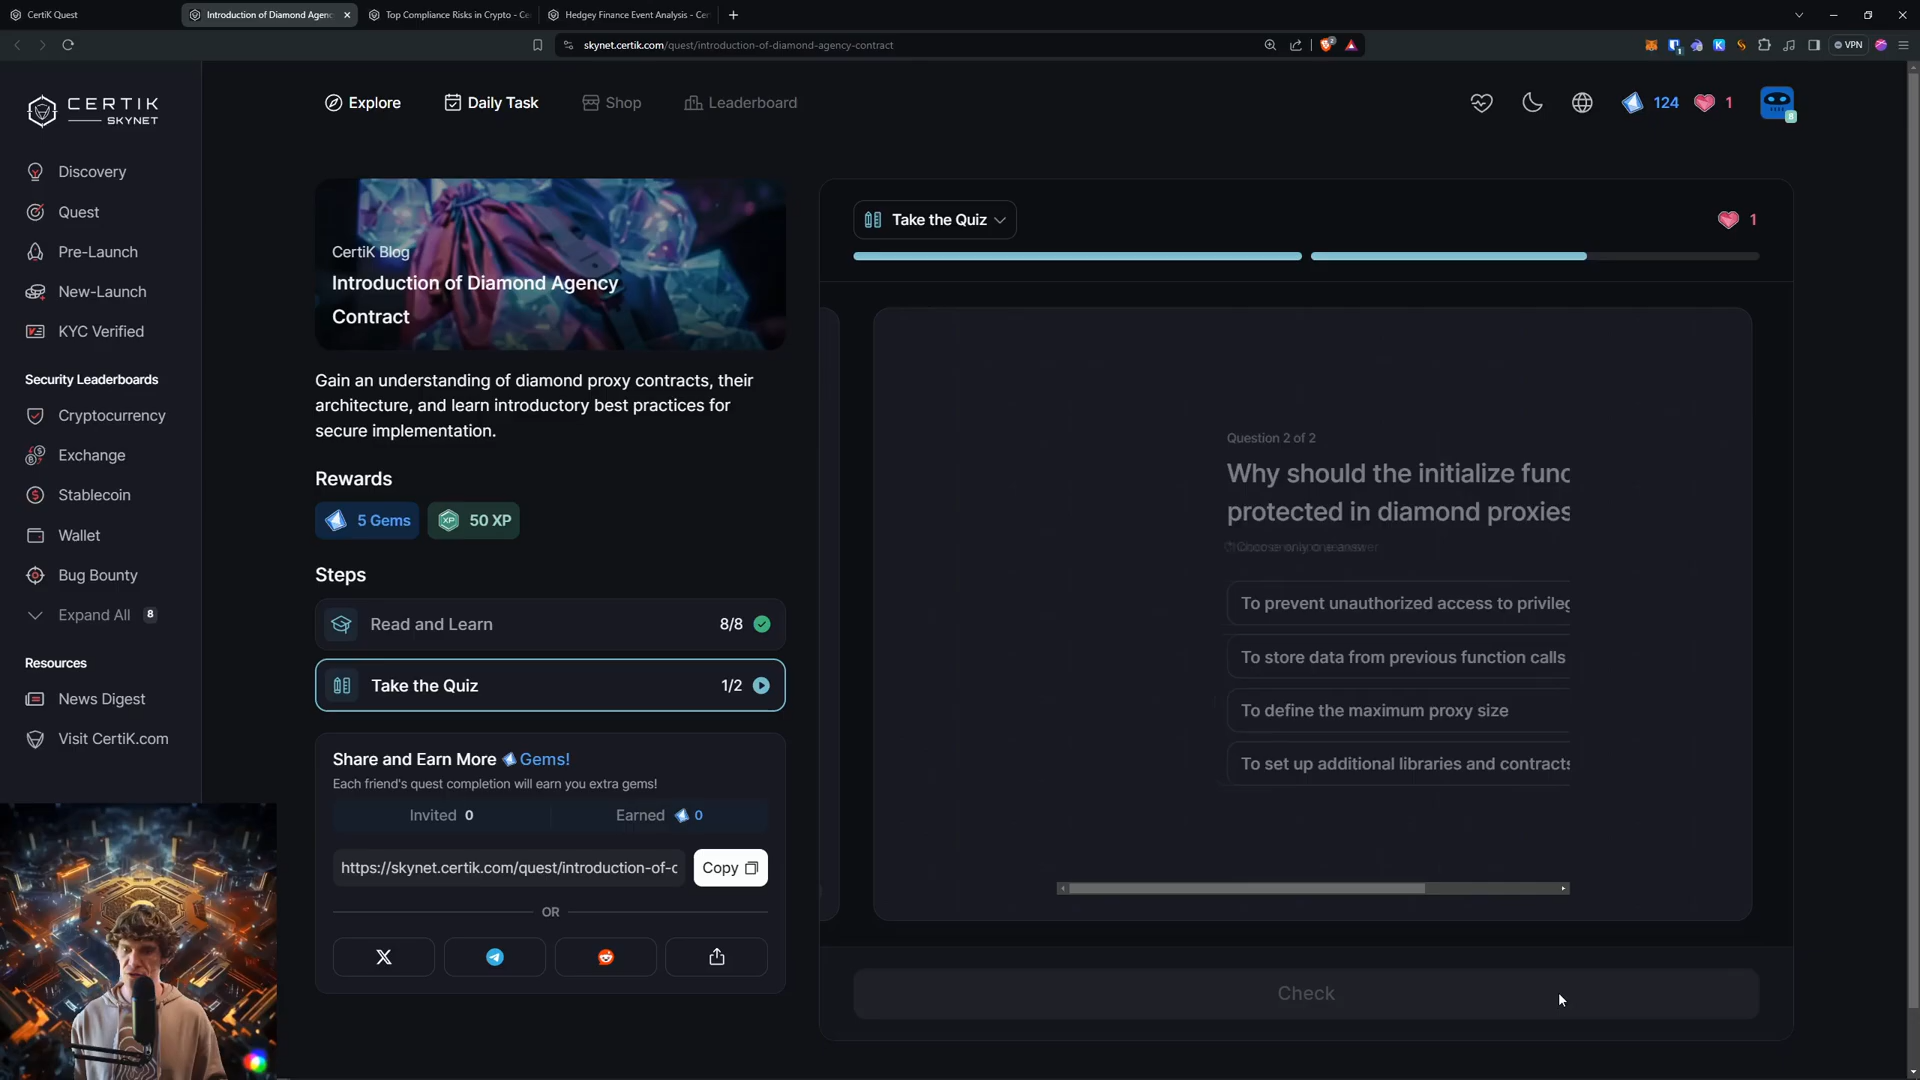 CertiK Quest
Introduction of Diamond Agenc
Top Compliance Risks in Crypto - Ce
Hedgey Finance Event Analysis - Cer
skynet.certik.com/quest/introduction-of-diamond-agency-contract
VPN
CERTIK
SKYNET
Explore
Daily Task
Shop
Leaderboard
124
1
8
Discovery
Quest
Pre-Launch
New-Launch
KYC Verified
Security Leaderboards
Cryptocurrency
Exchange
Stablecoin
Wallet
Bug Bounty
Expand All 8
Resources
News Digest
Visit CertiK.com
CertiK Blog
Introduction of Diamond Agency
Contract
Gain an understanding of diamond proxy contracts, their
architecture, and learn introductory best practices for
secure implementation.
Rewards
5 Gems
XP 50 XP
Steps
Read and Learn 8/8
Take the Quiz 1/2
Share and Earn More Gems!
Each friend's quest completion will earn you extra gems!
Invited 0
Earned 0
https://skynet.certik.com/quest/introduction-of-c
Copy
OR
Take the Quiz
1
Question 2 of 2
Why should the initialize func
protected in diamond proxies
To prevent unauthorized access to privileg
To store data from previous function calls
To define the maximum proxy size
To set up additional libraries and contracts
Check